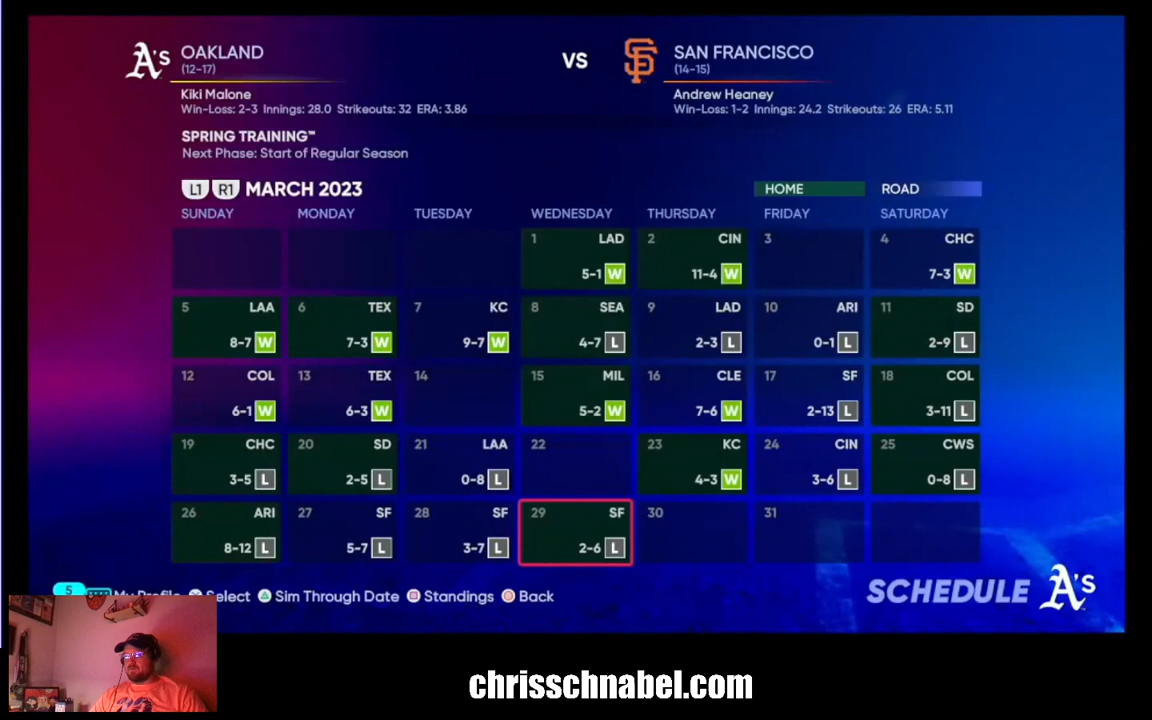 A's OAKLAND
(12-17)
Kiki Malone
Win-Loss: 2-3 Innings: 28.0 Strikeouts: 32 ERA: 3.86
VS
SF SAN FRANCISCO
(14-15)
Andrew Heaney
Win-Loss: 1-2 Innings: 24.2 Strikeouts: 26 ERA: 5.11
SPRING TRAINING™
Next Phase: Start of Regular Season
L1 R1 MARCH 2023
HOME ROAD
SUNDAY MONDAY TUESDAY WEDNESDAY THURSDAY FRIDAY SATURDAY
1 LAD 2 CIN 3 4 CHC
5-1 W 11-4 W 7-3 W
5 LAA 6 TEX 7 KC 8 SEA 9 LAD 10 ARI 11 SD
8-7 W 7-3 W 9-7 W 4-7 L 2-3 L 0-1 L 2-9 L
12 COL 13 TEX 14 15 MIL 16 CLE 17 SF 18 COL
6-1 W 6-3 W 5-2 W 7-6 W 2-13 L 3-11 L
19 CHC 20 SD 21 LAA 22 23 KC 24 CIN 25 CWS
3-5 L 2-5 L 0-8 L 4-3 W 3-6 L 0-8 L
26 ARI 27 SF 28 SF 29 SF 30 31
8-12 L 5-7 L 3-7 L 2-6 L
5 My Profile Select Sim Through Date Standings Back
SCHEDULE A's
chrisschnabel.com